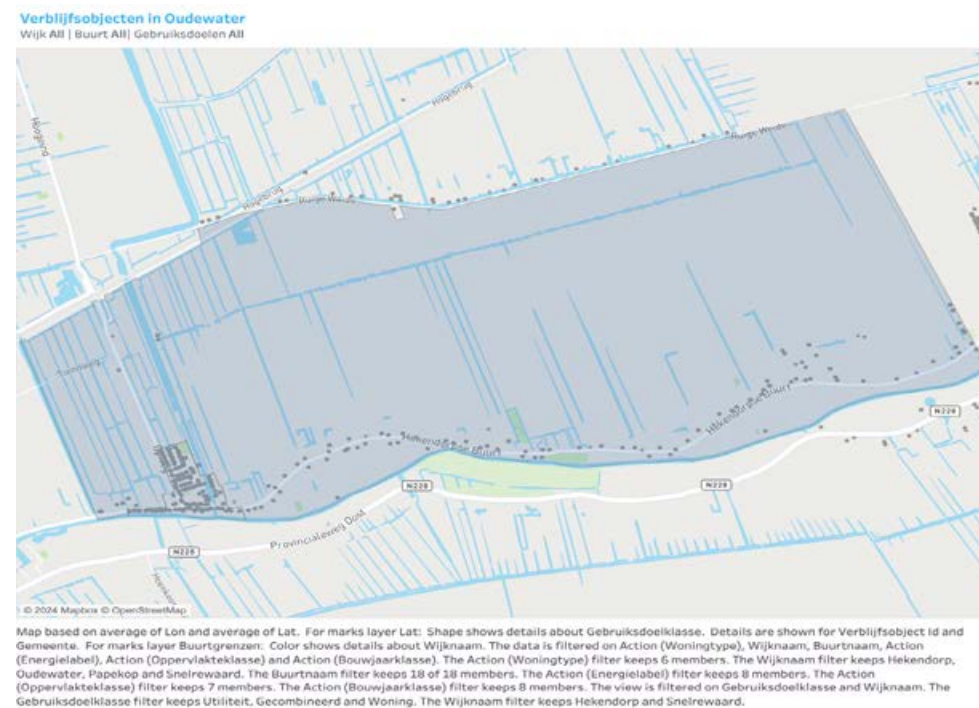 Verblijfsobjecten in Oudewater
Wijk All | Buurt All| Gebruiksdoelen All
Hogebrug
Hoogeind
Ruige Weide
Hogebrug
Ruige Weide
Tiendweg
Hekendorpse Buurt
N228
Hekendorpse Buurt
N228
N228
Provincialeweg Oost
N228
© 2024 Mapbox © OpenStreetMap
Map based on average of Lon and average of Lat. For marks layer Lat: Shape shows details about Gebruiksdoelklasse. Details are shown for Verblijfsobject Id and
Gemeente. For marks layer Buurtgrenzen: Color shows details about Wijknaam. The data is filtered on Action (Woningtype), Wijknaam, Buurtnaam, Action
(Energielabel), Action (Oppervlakteklasse) and Action (Bouwjaarklasse). The Action (Woningtype) filter keeps 6 members. The Wijknaam filter keeps Hekendorp,
Oudewater, Papekop and Snelrewaard. The Buurtnaam filter keeps 18 of 18 members. The Action (Energielabel) filter keeps 8 members. The Action
(Oppervlakteklasse) filter keeps 7 members. The Action (Bouwjaarklasse) filter keeps 8 members. The view is filtered on Gebruiksdoelklasse and Wijknaam. The
Gebruiksdoelklasse filter keeps Utiliteit, Gecombineerd and Woning. The Wijknaam filter keeps Hekendorp and Snelrewaard.